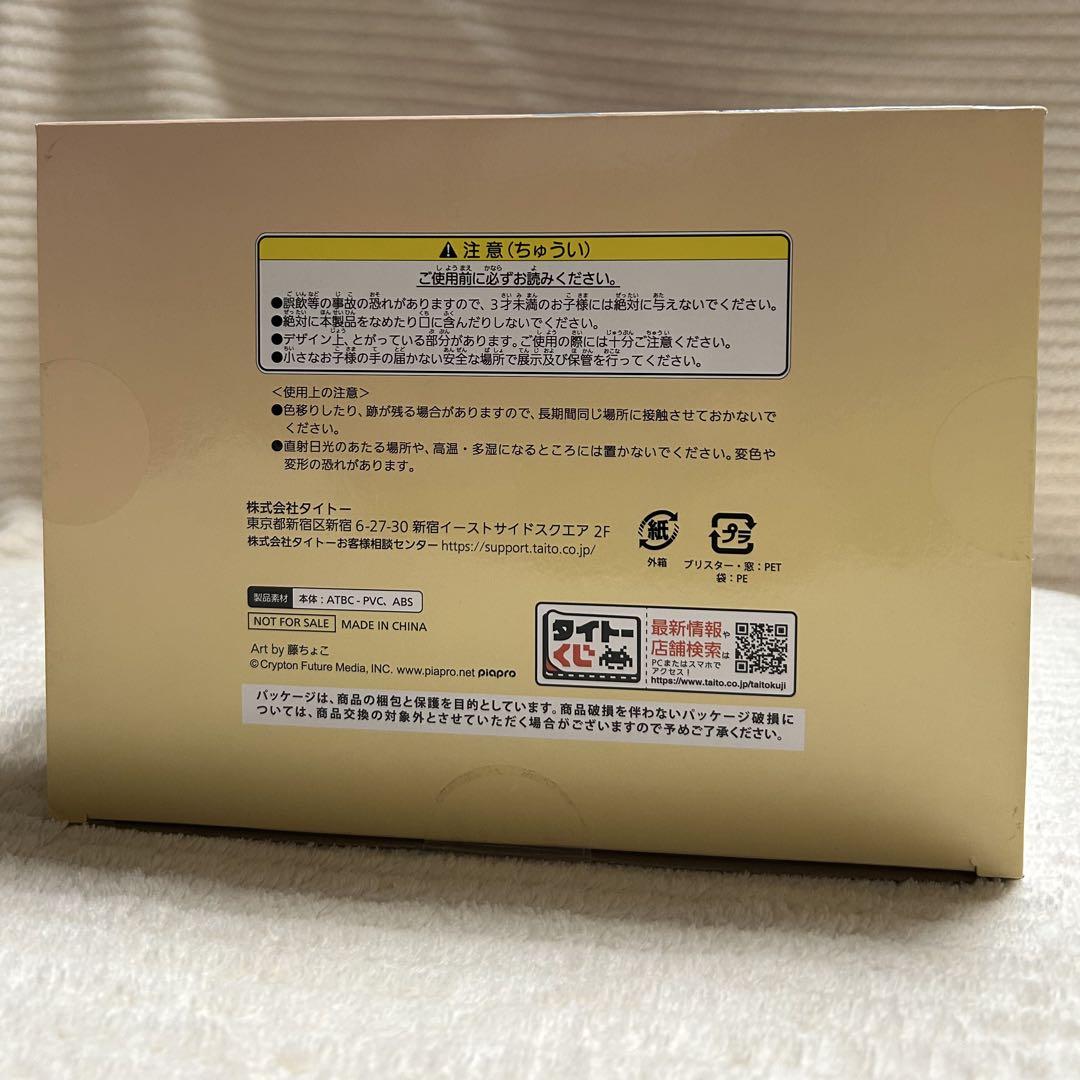 ⚠ 注意(ちゅうい)
ご使用前に必ずお読みください。
●誤飲等の事故の恐れがありますので、3才未満のお子様には絶対に与えないでください。
●絶対に本製品をなめたり口に含んだりしないでください。
●デザイン上、とがっている部分があります。ご使用の際には十分ご注意ください。
●小さなお子様の手の届かない安全な場所で展示及び保管を行ってください。
<使用上の注意>
●色移りしたり、跡が残る場合がありますので、長期間同じ場所に接触させておかないで
ください。
●直射日光のあたる場所や、高温・多湿になるところには置かないでください。変色や
変形の恐れがあります。
株式会社タイトー
東京都新宿区新宿 6-27-30 新宿イーストサイドスクエア 2F
株式会社タイトーお客様相談センター https://support.taito.co.jp/
紙
外箱
プラ
ブリスター・窓:PET
袋:PE
製品素材 本体:ATBC-PVC、ABS
NOT FOR SALE MADE IN CHINA
Art by 藤ちょこ
© Crypton Future Media, INC. www.piapro.net piapro
タイトー
くじ
最新情報や
店舗検索は
PCまたはスマホで
アクセス!
https://www.taito.co.jp/taitokuji
パッケージは、商品の梱包と保護を目的としています。商品破損を伴わないパッケージ破損に
ついては、商品交換の対象外とさせていただく場合がございますので予めご了承ください。